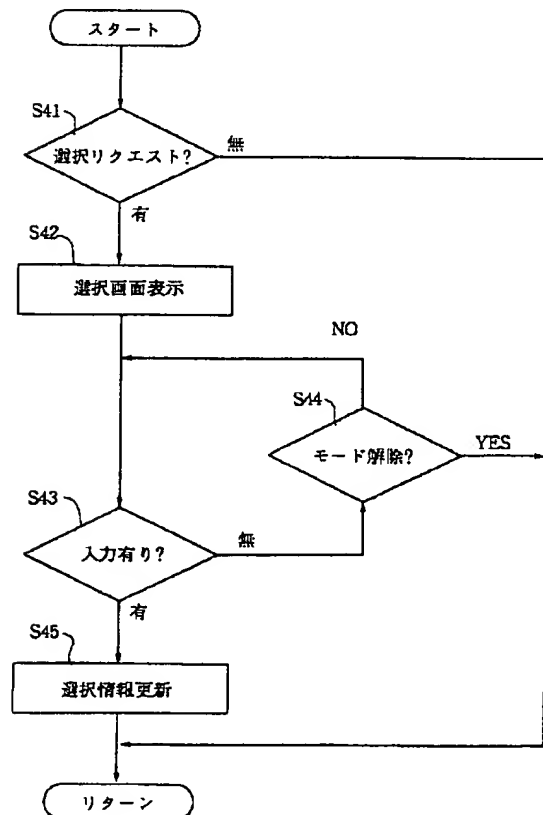 スタート
S41
選択リクエスト?
無
有
S42
選択画面表示
NO
S44
モード解除?
YES
S43
入力有り?
無
有
S45
選択情報更新
リターン